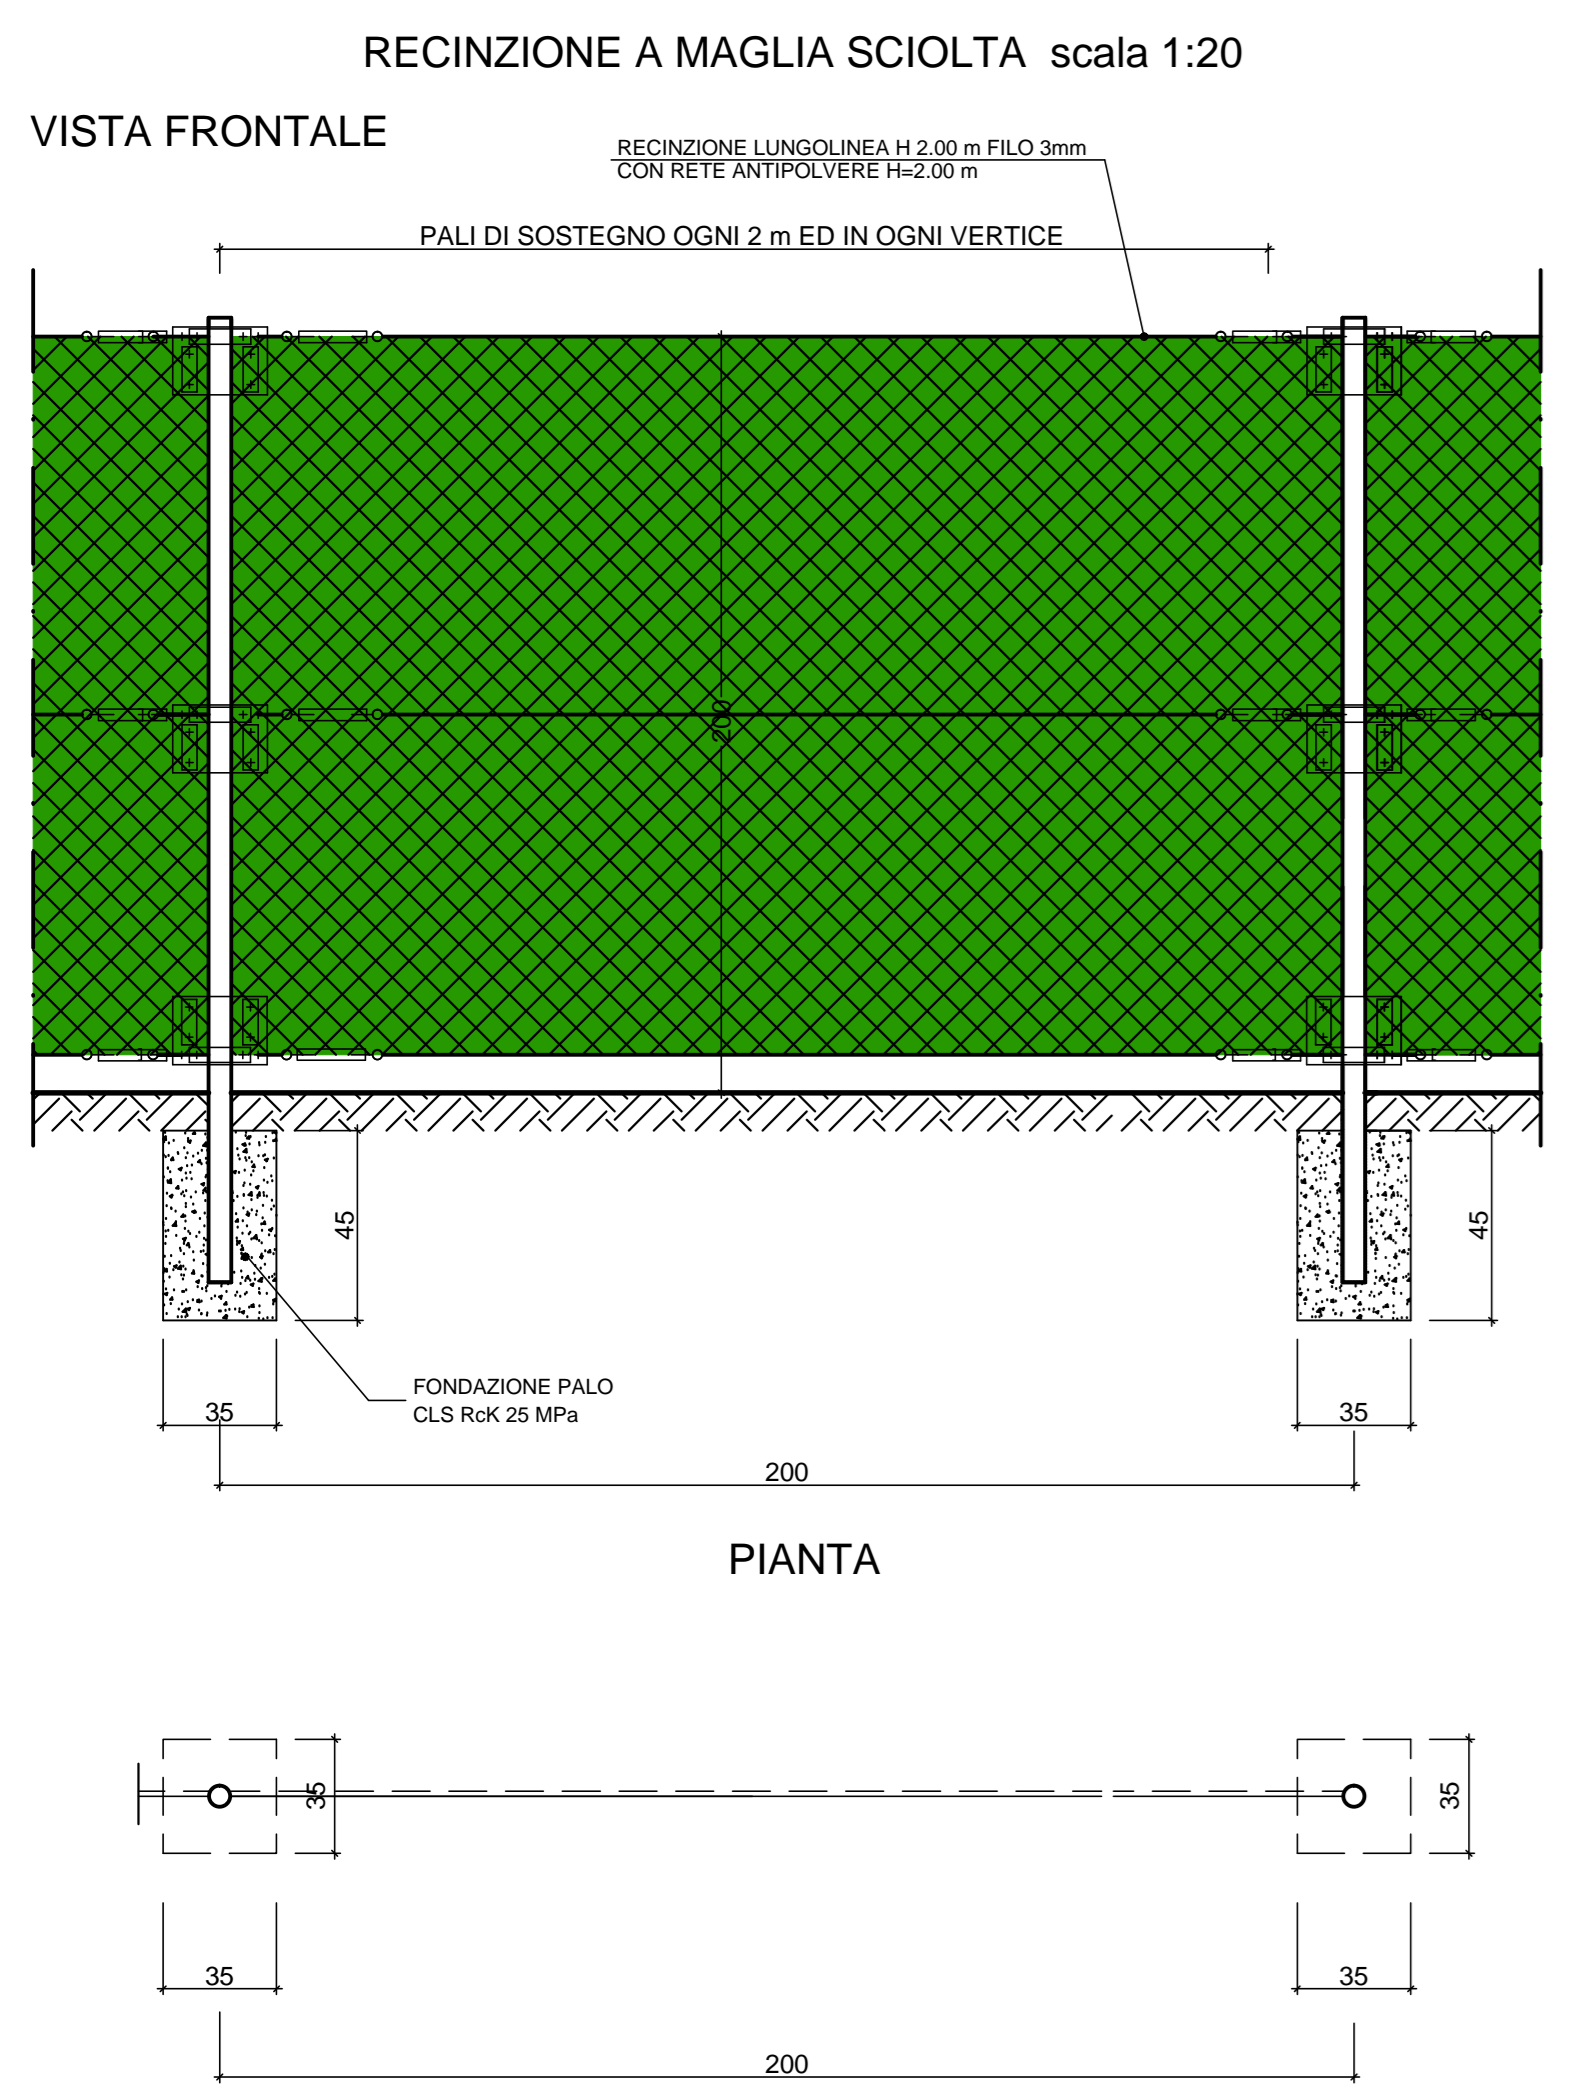 RECINZIONE A MAGLIA SCIOLTA scala 1:20
VISTA FRONTALE
RECINZIONE LUNGOLINEA H 2.00 m FILO 3mm
CON RETE ANTIPOLVERE H=2.00 m
PALI DI SOSTEGNO OGNI 2 m ED IN OGNI VERTICE
200
45
45
FONDAZIONE PALO
CLS RcK 25 MPa
35
35
200
PIANTA
35
35
35
35
200